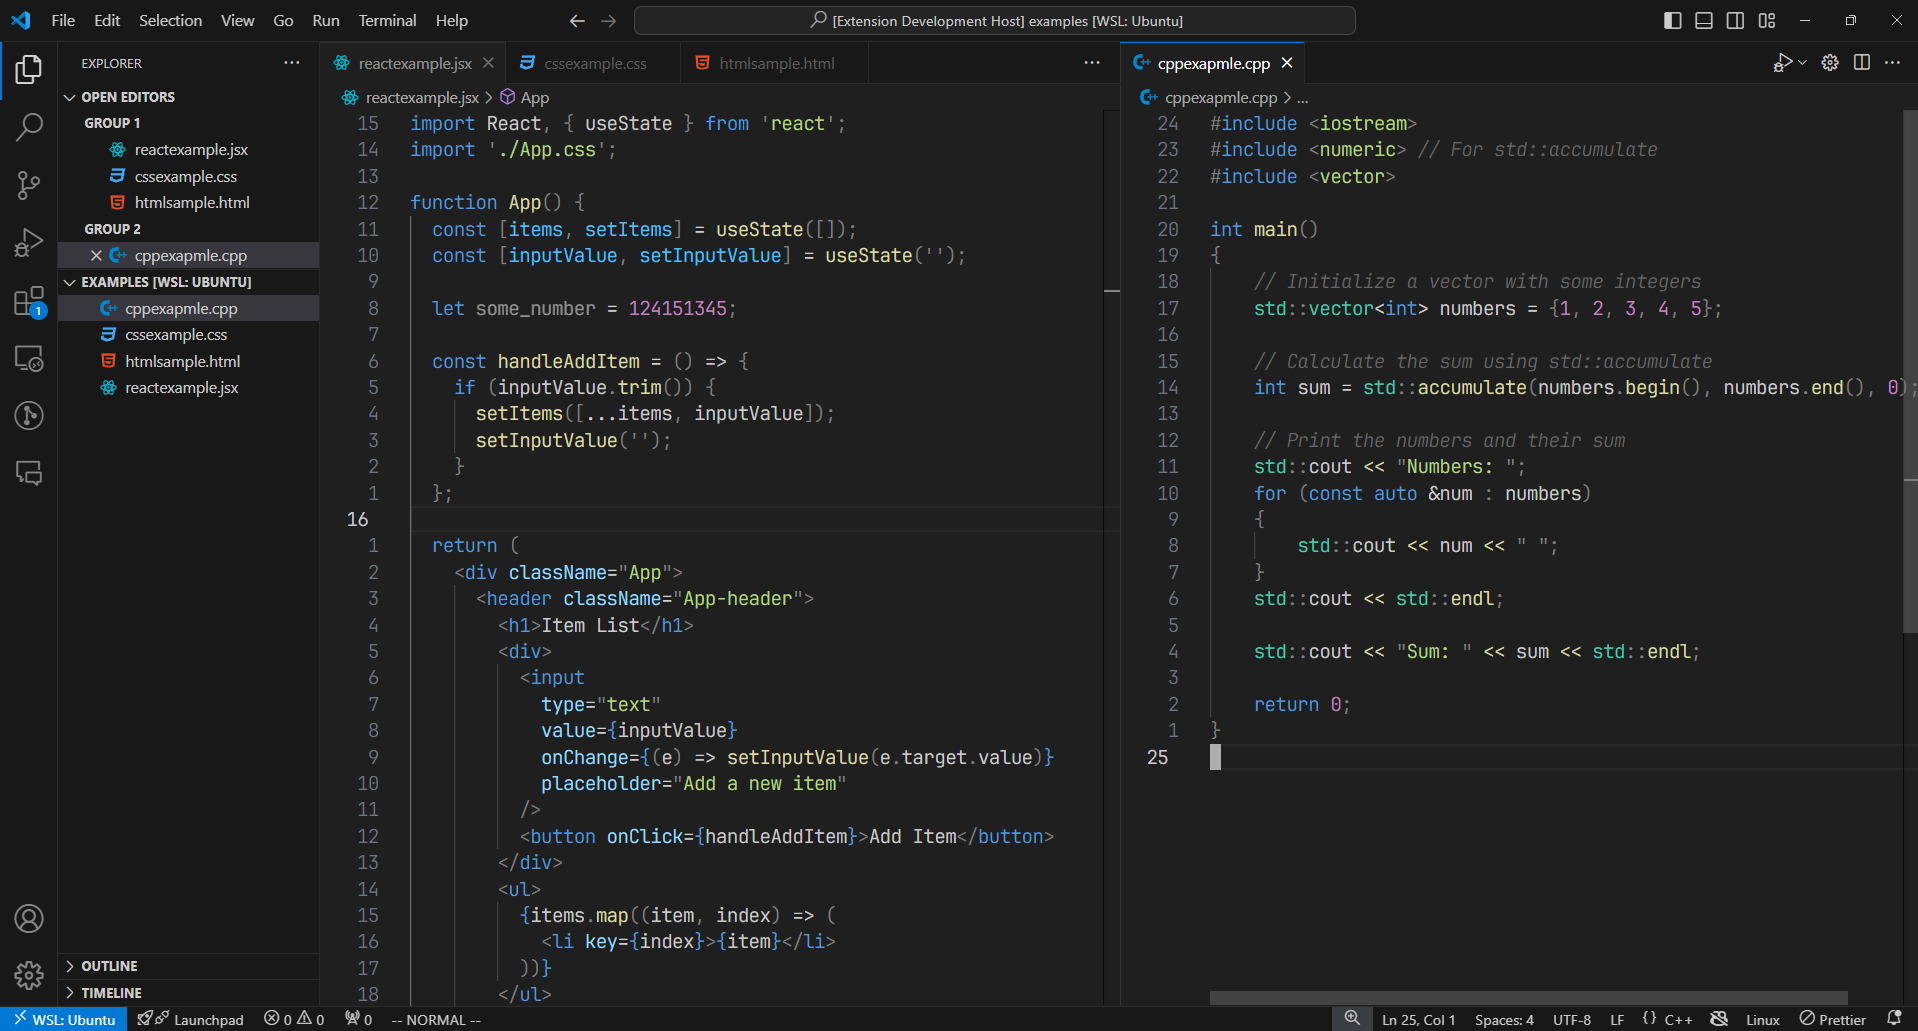 File Edit Selection View Go Run Terminal Help
[Extension Development Host] examples [WSL: Ubuntu]
EXPLORER
OPEN EDITORS
GROUP 1
reactexample.jsx
cssexample.css
htmlsample.html
GROUP 2
cppexapmle.cpp
EXAMPLES [WSL: UBUNTU]
cppexapmle.cpp
cssexample.css
htmlsample.html
reactexample.jsx
OUTLINE
TIMELINE
1
reactexample.jsx cssexample.css htmlsample.html
reactexample.jsx > App
15 import React, { useState } from 'react';
14 import './App.css';
13
12 function App() {
11 const [items, setItems] = useState([]);
10 const [inputValue, setInputValue] = useState('');
9
8 let some_number = 124151345;
7
6 const handleAddItem = () => {
5 if (inputValue.trim()) {
4 setItems([...items, inputValue]);
3 setInputValue('');
2 }
1 };
16
1 return (
2 <div className="App">
3 <header className="App-header">
4 <h1>Item List</h1>
5 <div>
6 <input
7 type="text"
8 value={inputValue}
9 onChange={(e) => setInputValue(e.target.value)}
10 placeholder="Add a new item"
11 />
12 <button onClick={handleAddItem}>Add Item</button>
13 </div>
14 <ul>
15 {items.map((item, index) => (
16 <li key={index}>{item}</li>
17 ))}
18 </ul>
cppexapmle.cpp
cppexapmle.cpp > ...
24 #include <iostream>
23 #include <numeric> // For std::accumulate
22 #include <vector>
21
20 int main()
19 {
18 // Initialize a vector with some integers
17 std::vector<int> numbers = {1, 2, 3, 4, 5};
16
15 // Calculate the sum using std::accumulate
14 int sum = std::accumulate(numbers.begin(), numbers.end(), 0);
13
12 // Print the numbers and their sum
11 std::cout << "Numbers: ";
10 for (const auto &num : numbers)
9 {
8 std::cout << num << " ";
7 }
6 std::cout << std::endl;
5
4 std::cout << "Sum: " << sum << std::endl;
3
2 return 0;
1 }
25
WSL: Ubuntu Launchpad 0 0 0 -- NORMAL -- Ln 25, Col 1 Spaces: 4 UTF-8 LF {} C++ Linux Prettier